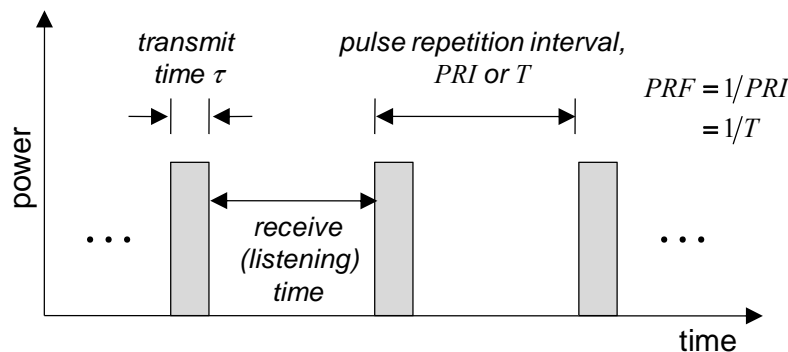 transmit
time τ
pulse repetition interval,
PRI or T
PRF = 1/PRI
= 1/T
power
...
receive
(listening)
time
...
time